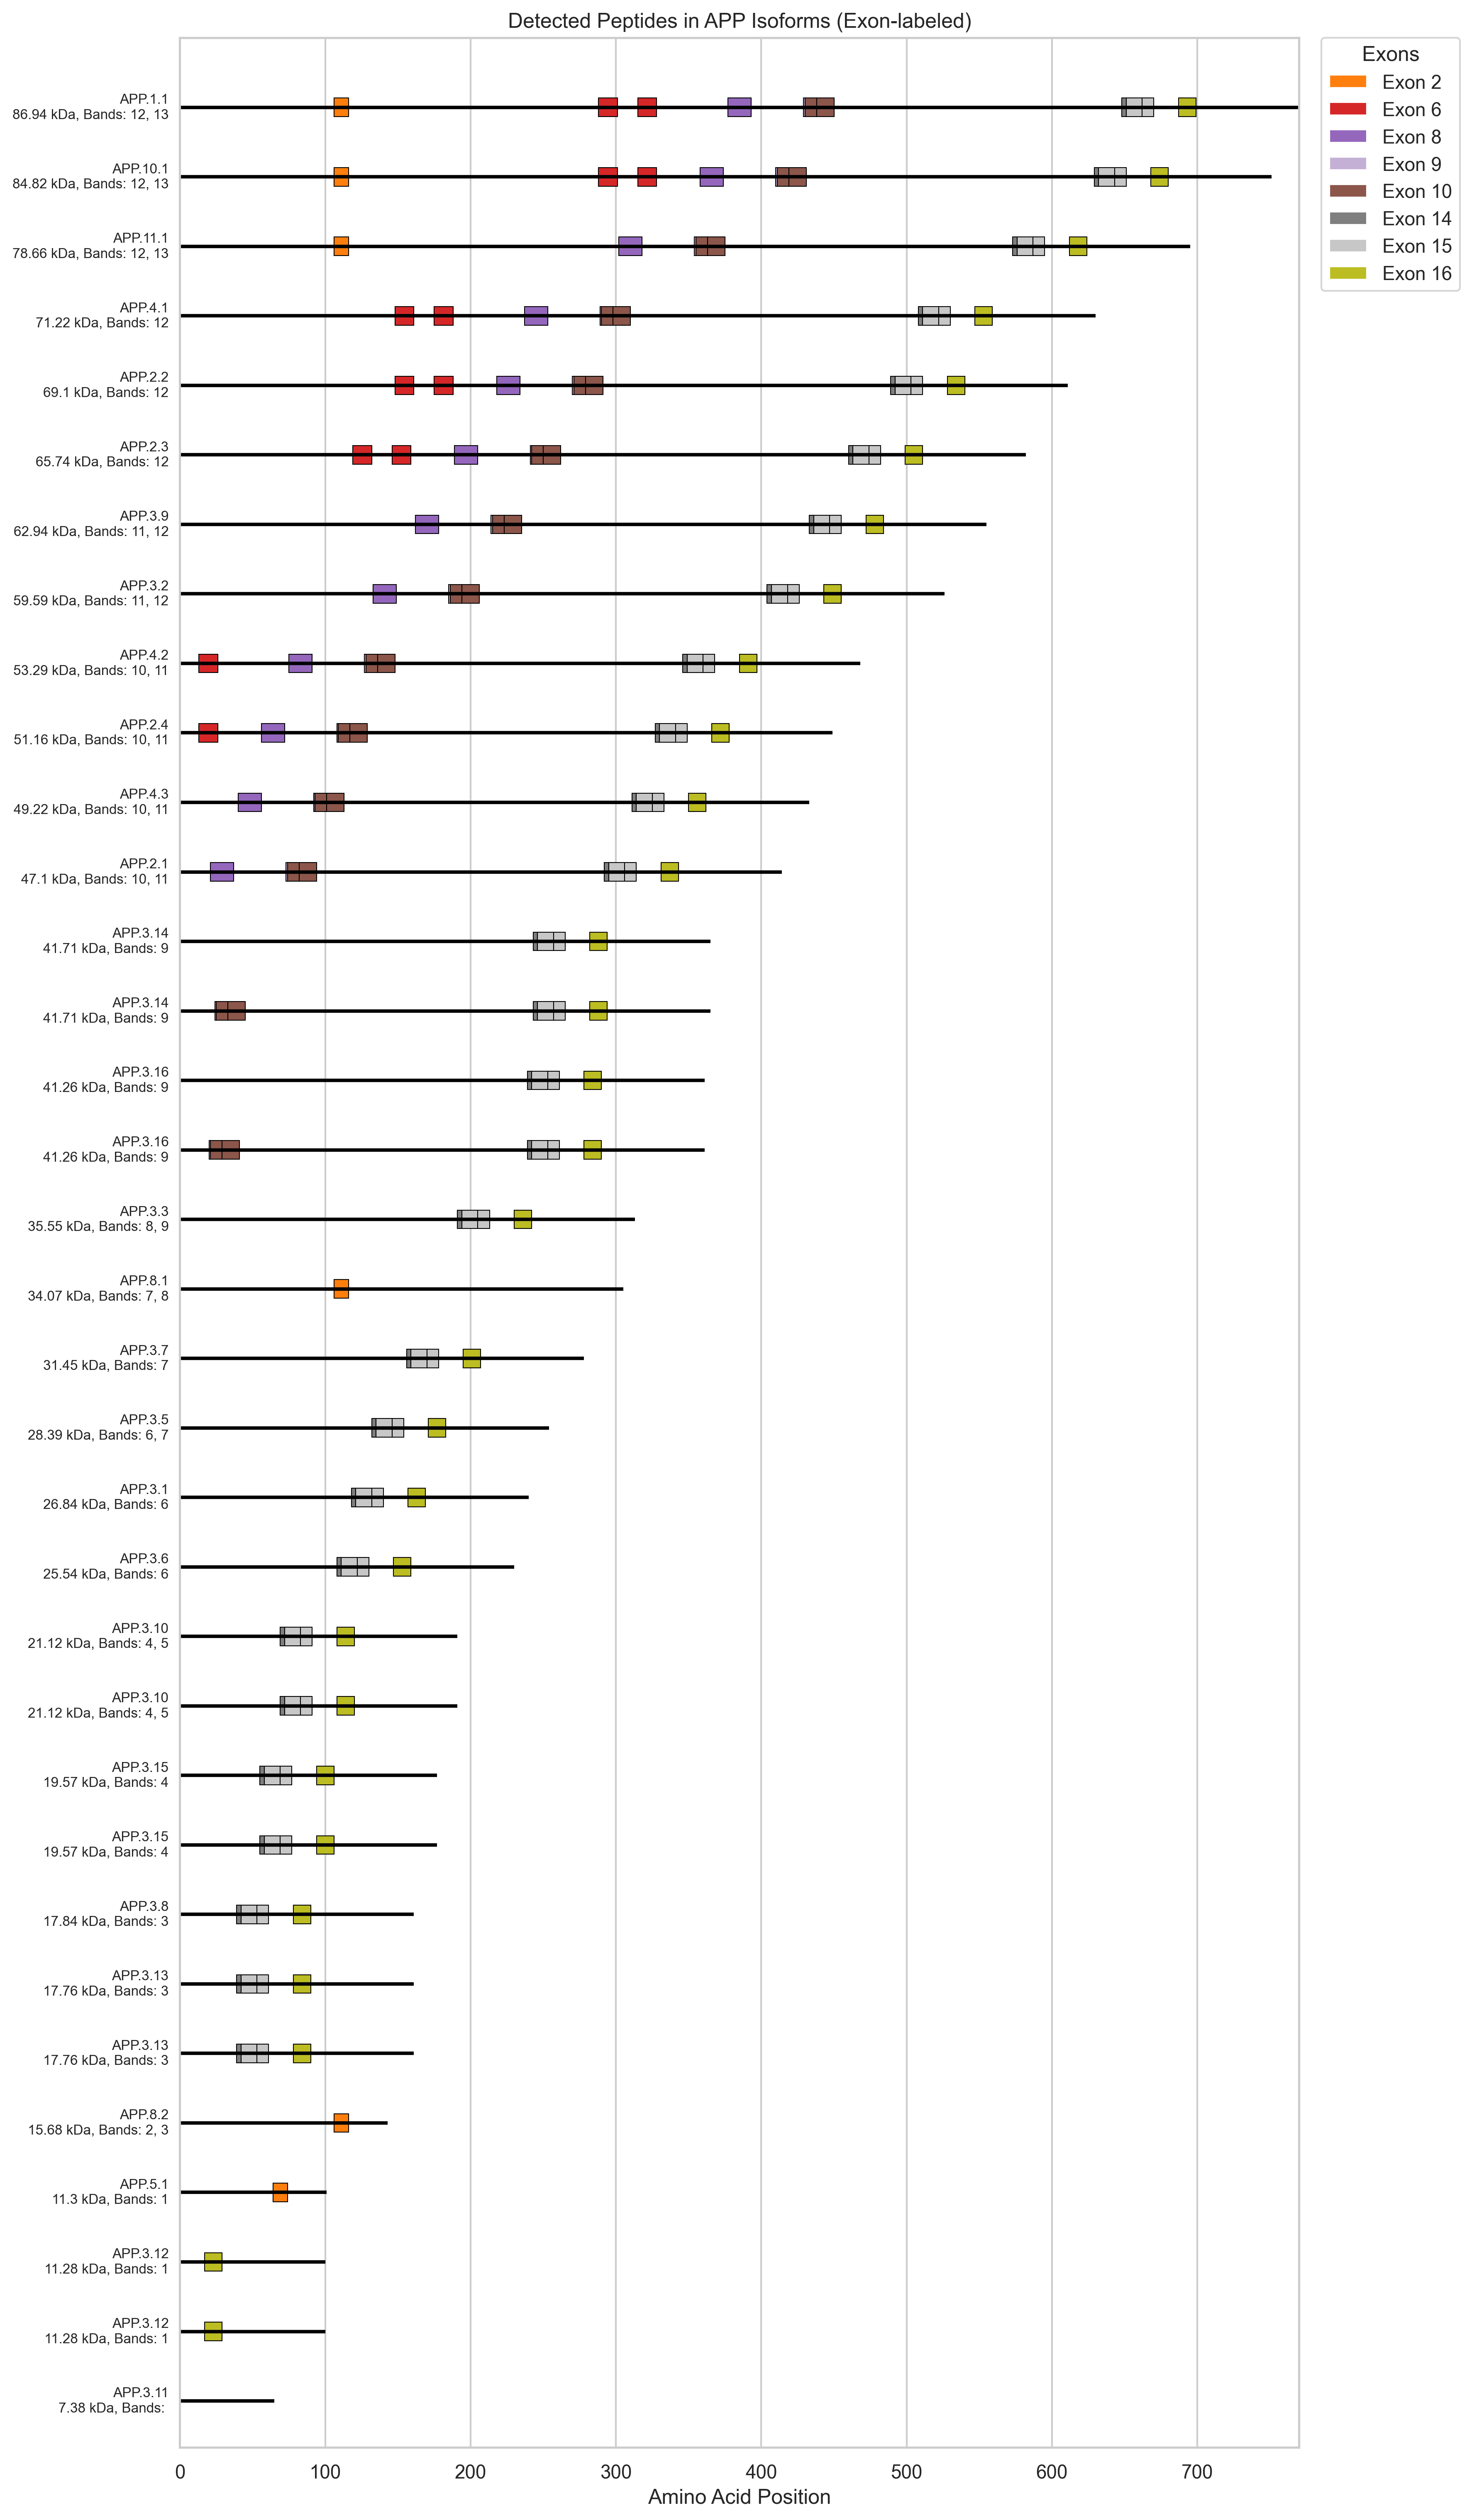 Detected Peptides in APP Isoforms (Exon-labeled)
Exons
Exon 2
Exon 6
Exon 8
Exon 9
Exon 10
Exon 14
Exon 15
Exon 16
APP.1.1
86.94 kDa, Bands: 12, 13
APP.10.1
84.82 kDa, Bands: 12, 13
APP.11.1
78.66 kDa, Bands: 12, 13
APP.4.1
71.22 kDa, Bands: 12
APP.2.2
69.1 kDa, Bands: 12
APP.2.3
65.74 kDa, Bands: 12
APP.3.9
62.94 kDa, Bands: 11, 12
APP.3.2
59.59 kDa, Bands: 11, 12
APP.4.2
53.29 kDa, Bands: 10, 11
APP.2.4
51.16 kDa, Bands: 10, 11
APP.4.3
49.22 kDa, Bands: 10, 11
APP.2.1
47.1 kDa, Bands: 10, 11
APP.3.14
41.71 kDa, Bands: 9
APP.3.14
41.71 kDa, Bands: 9
APP.3.16
41.26 kDa, Bands: 9
APP.3.16
41.26 kDa, Bands: 9
APP.3.3
35.55 kDa, Bands: 8, 9
APP.8.1
34.07 kDa, Bands: 7, 8
APP.3.7
31.45 kDa, Bands: 7
APP.3.5
28.39 kDa, Bands: 6, 7
APP.3.1
26.84 kDa, Bands: 6
APP.3.6
25.54 kDa, Bands: 6
APP.3.10
21.12 kDa, Bands: 4, 5
APP.3.10
21.12 kDa, Bands: 4, 5
APP.3.15
19.57 kDa, Bands: 4
APP.3.15
19.57 kDa, Bands: 4
APP.3.8
17.84 kDa, Bands: 3
APP.3.13
17.76 kDa, Bands: 3
APP.3.13
17.76 kDa, Bands: 3
APP.8.2
15.68 kDa, Bands: 2, 3
APP.5.1
11.3 kDa, Bands: 1
APP.3.12
11.28 kDa, Bands: 1
APP.3.12
11.28 kDa, Bands: 1
APP.3.11
7.38 kDa, Bands:
0 100 200 300 400 500 600 700
Amino Acid Position